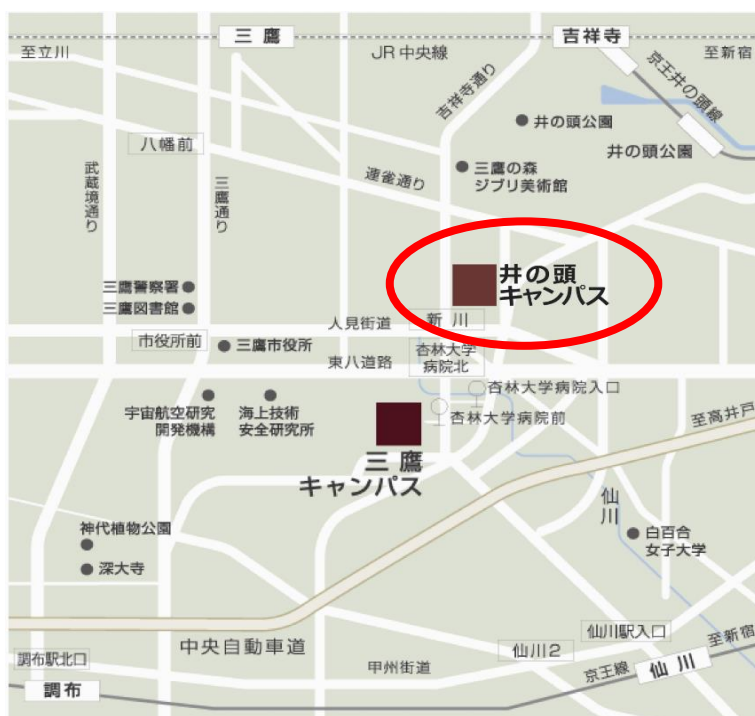 三鷹
吉祥寺
至立川
JR中央線
至新宿
吉祥寺通り
京王井の頭線
井の頭公園
井の頭公園
八幡前
三鷹の森
ジブリ美術館
連雀通り
武蔵境通り
三鷹通り
井の頭
キャンパス
三鷹警察署
三鷹図書館
人見街道
新川
市役所前
三鷹市役所
東八道路
杏林大学
病院北
杏林大学病院入口
宇宙航空研究
開発機構
海上技術
安全研究所
杏林大学病院前
至高井戸
三鷹
キャンパス
仙川
神代植物公園
深大寺
白百合
女子大学
中央自動車道
仙川2
仙川駅入口
至新宿
調布駅北口
甲州街道
京王線
仙川
調布